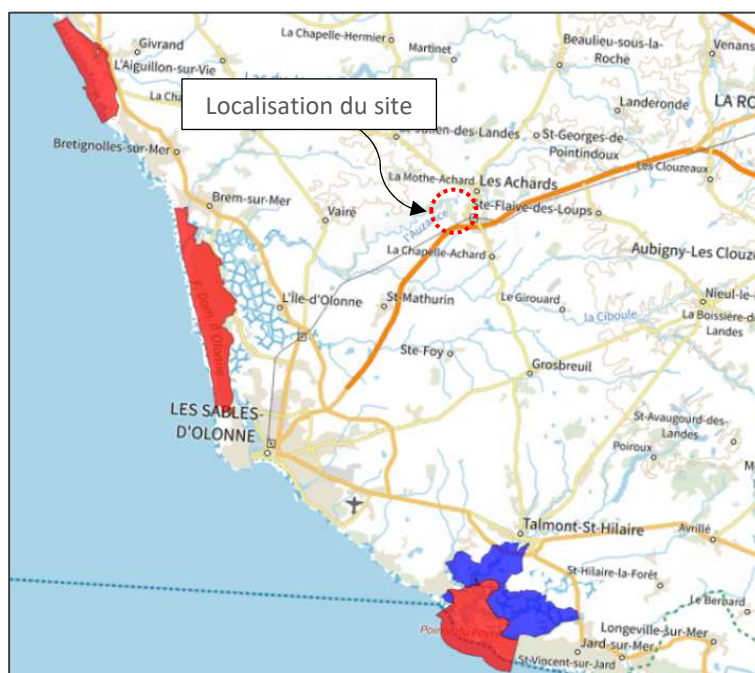 Givrand
La Chapelle-Hermier
Martinet
Beaulieu-sous-la-
Roche
Venans
L'Aiguillon-sur-Vie
Landeronde
LA RO
Localisation du site
St-Georges-de-
Pointindoux
Bretignolles-sur-Mer
Les Clouzeaux
La Mothe-Achard
Les Achards
Brem-sur-Mer
Vairé
Ste-Flaive-des-Loups
La Chapelle-Achard
Aubigny-Les Clouze
L'Île-d'Olonne
St-Mathurin
Le Girouard
Nieul-le-
la Ciboule
La Boissière-de
Landes
F. Dom. d'Olonne
Ste-Foy
Grosbreuil
LES SABLES-
D'OLONNE
St-Avaugourd-des-
Landes
Poiroux
Talmont-St-Hilaire
Avrillé
St-Hilaire-la-Forêt
Le Bernard
Longeville-sur-Mer
Jard-sur-Mer
St-Vincent-sur-Jard